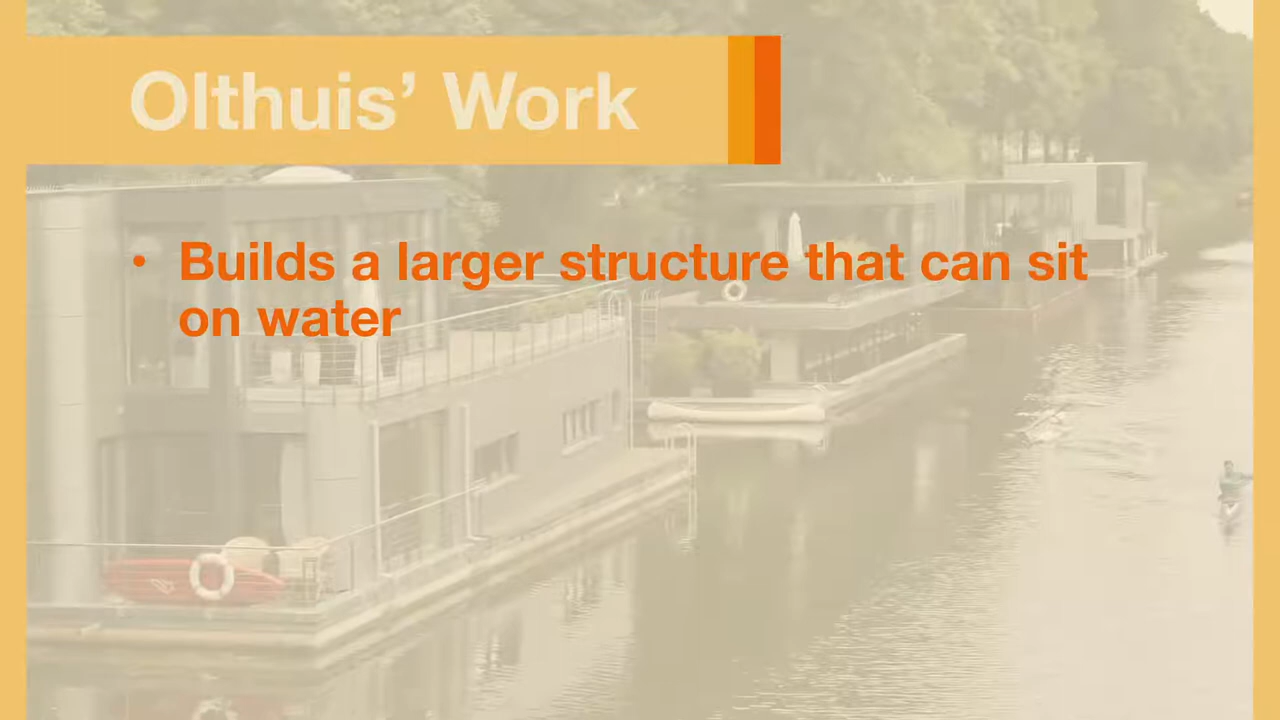 Olthuis’ Work
• Builds a larger structure that can sit
on water